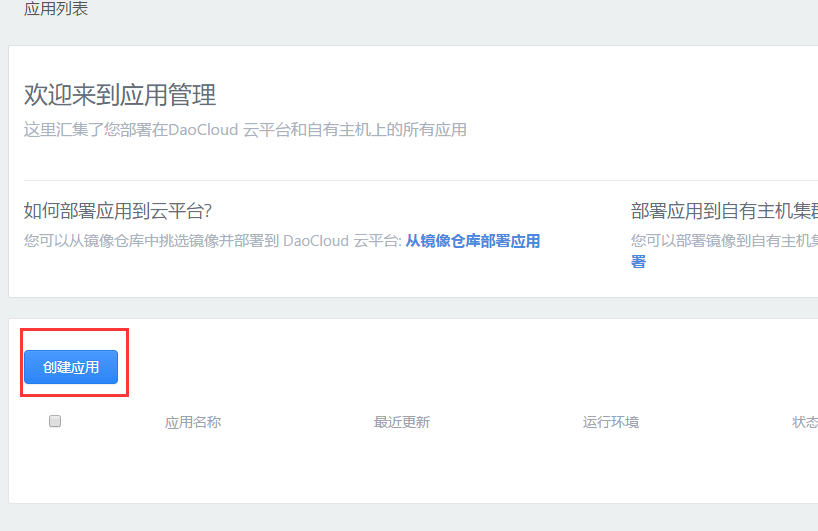 应用列表
欢迎来到应用管理
这里汇集了您部署在DaoCloud 云平台和自有主机上的所有应用
如何部署应用到云平台?
您可以从镜像仓库中挑选镜像并部署到 DaoCloud 云平台: 从镜像仓库部署应用
部署应用到自有主机集群
您可以部署镜像到自有主机集
署
创建应用
应用名称 最近更新 运行环境 状态